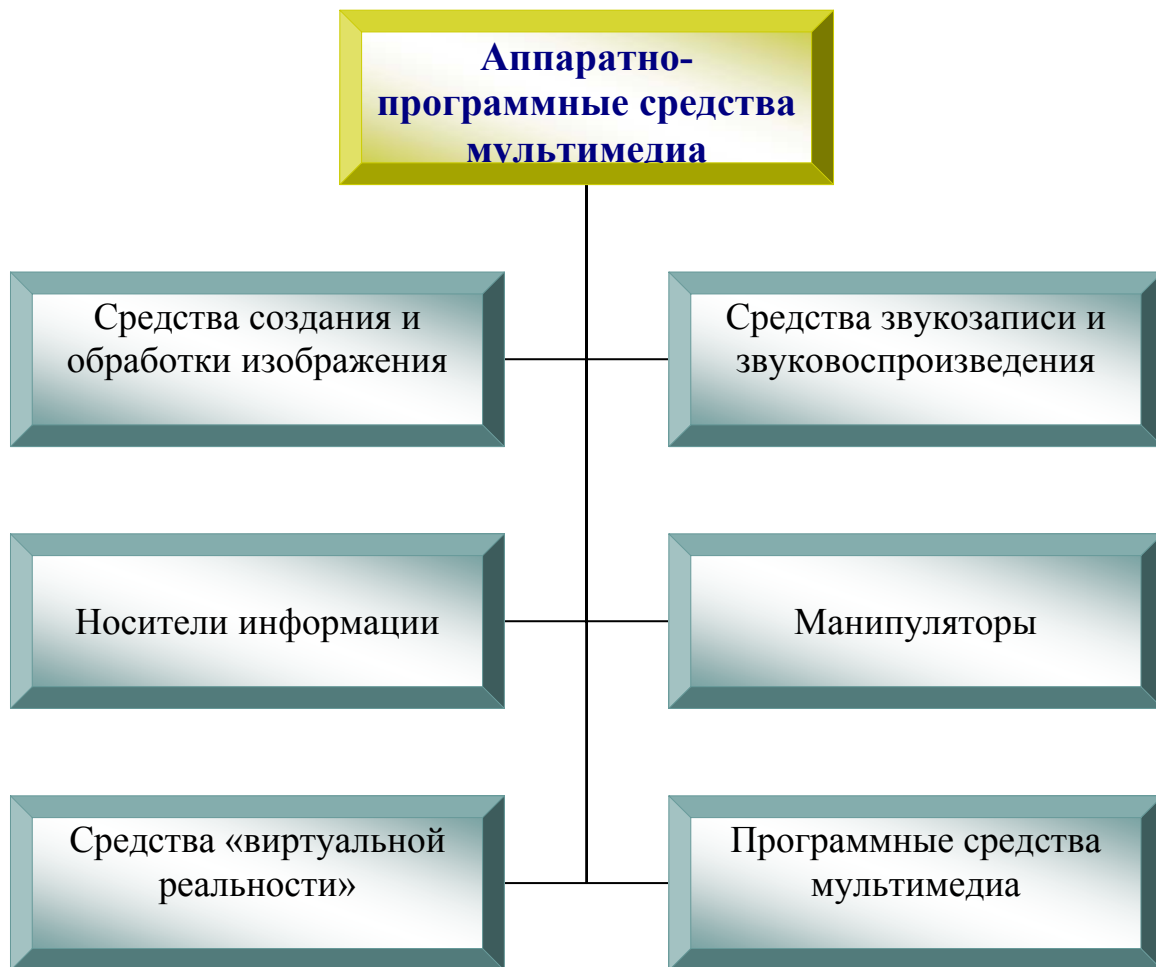 Аппаратно-
программные средства
мультимедиа
Средства создания и
обработки изображения
Средства звукозаписи и
звуковоспроизведения
Носители информации
Манипуляторы
Средства «виртуальной
реальности»
Программные средства
мультимедиа